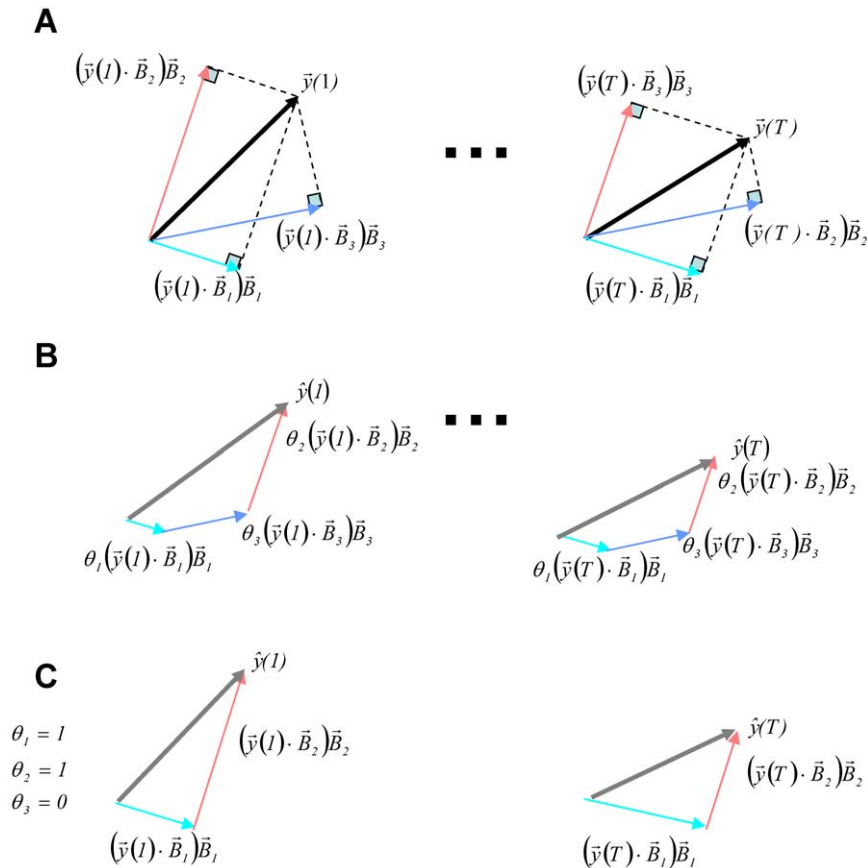 A
(y⃗(1)·B⃗₂)B⃗₂
y⃗(1)
(y⃗(1)·B⃗₃)B⃗₃
(y⃗(1)·B⃗₁)B⃗₁
...
(y⃗(T)·B⃗₃)B⃗₃
y⃗(T)
(y⃗(T)·B⃗₂)B⃗₂
(y⃗(T)·B⃗₁)B⃗₁
B
ŷ(1)
θ₂(y⃗(1)·B⃗₂)B⃗₂
θ₃(y⃗(1)·B⃗₃)B⃗₃
θ₁(y⃗(1)·B⃗₁)B⃗₁
...
ŷ(T)
θ₂(y⃗(T)·B⃗₂)B⃗₂
θ₃(y⃗(T)·B⃗₃)B⃗₃
θ₁(y⃗(T)·B⃗₁)B⃗₁
C
θ₁ = 1
θ₂ = 1
θ₃ = 0
ŷ(1)
(y⃗(1)·B⃗₂)B⃗₂
(y⃗(1)·B⃗₁)B⃗₁
ŷ(T)
(y⃗(T)·B⃗₂)B⃗₂
(y⃗(T)·B⃗₁)B⃗₁